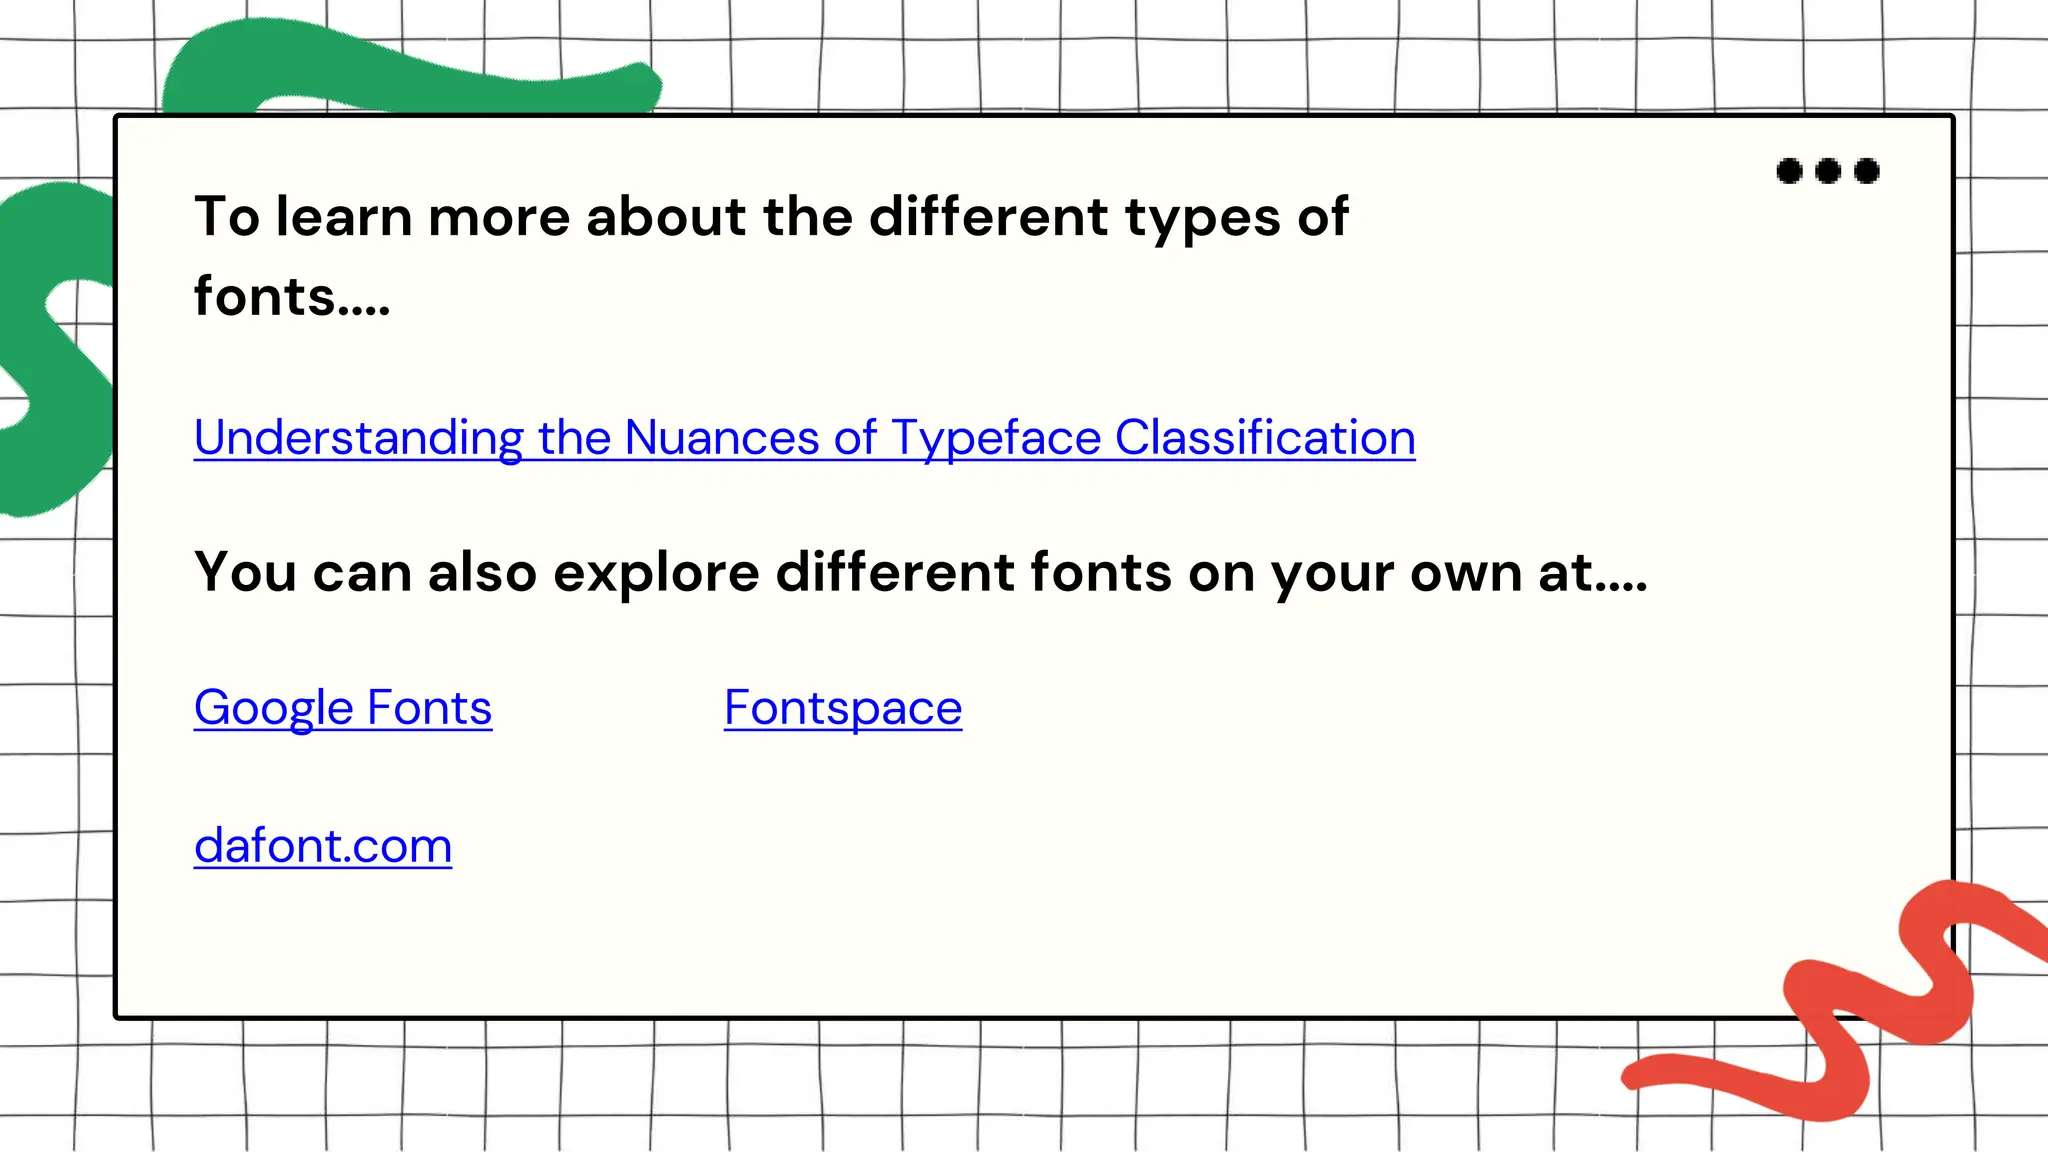 To learn more about the different types of
fonts....
Understanding the Nuances of Typeface Classification
You can also explore different fonts on your own at....
Google Fonts Fontspace
dafont.com